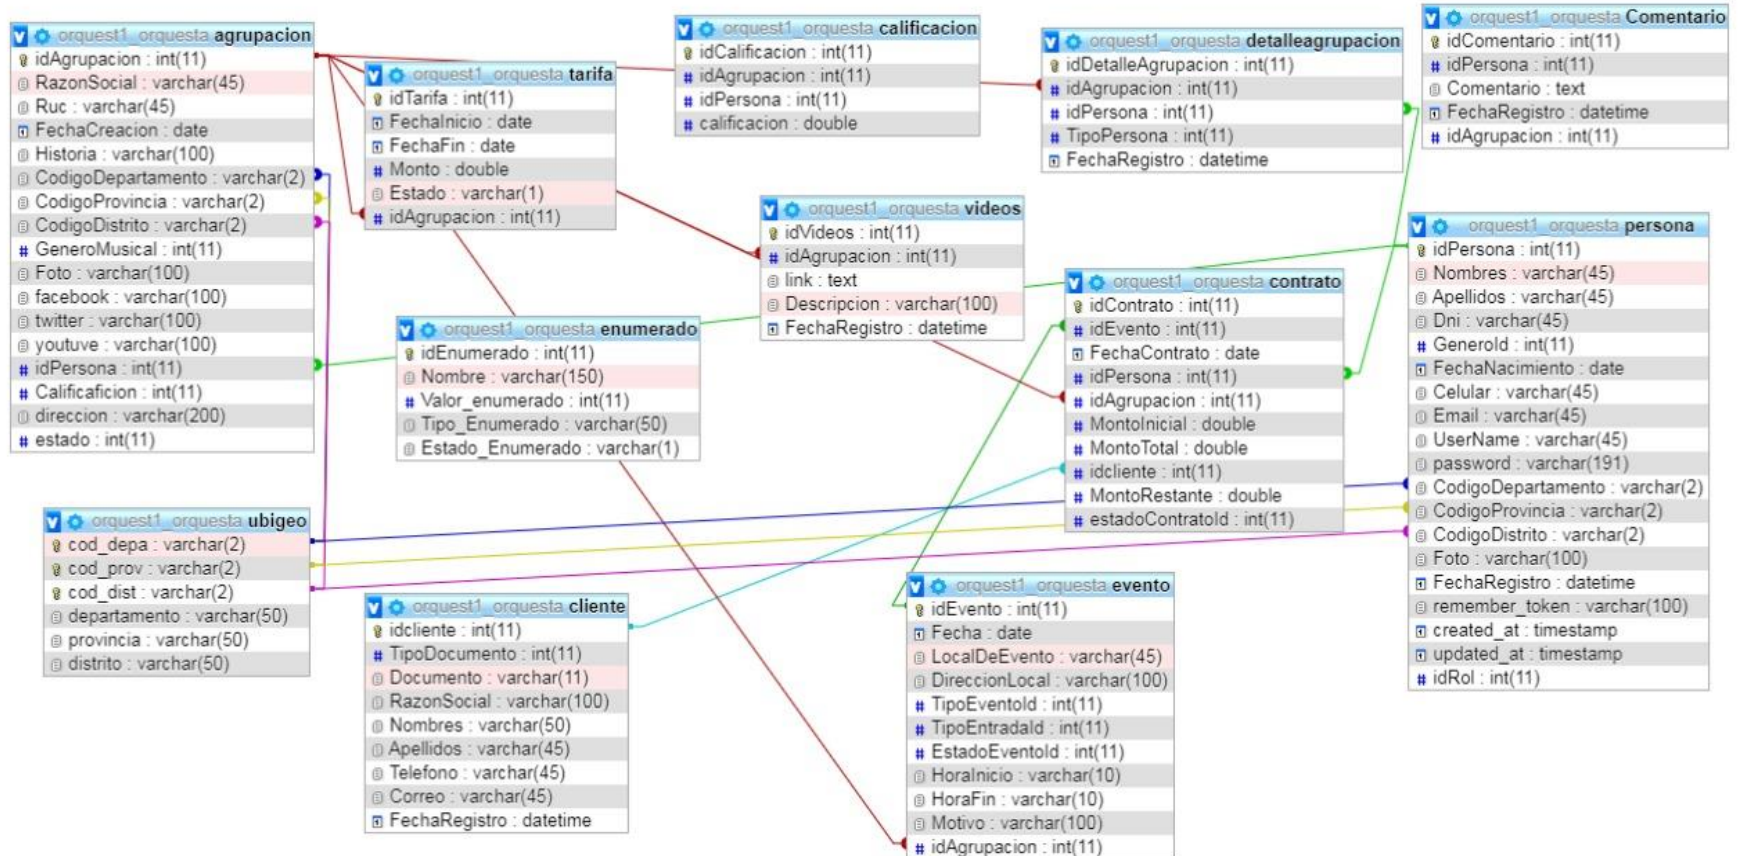 orquest1_orquesta agrupacion
idAgrupacion : int(11)
RazonSocial : varchar(45)
Ruc : varchar(45)
FechaCreacion : date
Historia : varchar(100)
CodigoDepartamento : varchar(2)
CodigoProvincia : varchar(2)
CodigoDistrito : varchar(2)
GeneroMusical : int(11)
Foto : varchar(100)
facebook : varchar(100)
twitter : varchar(100)
youtuve : varchar(100)
idPersona : int(11)
Calificaficion : int(11)
direccion : varchar(200)
estado : int(11)
orquest1_orquesta tarifa
idTarifa : int(11)
FechaInicio : date
FechaFin : date
Monto : double
Estado : varchar(1)
idAgrupacion : int(11)
orquest1_orquesta calificacion
idCalificacion : int(11)
idAgrupacion : int(11)
idPersona : int(11)
calificacion : double
orquest1_orquesta detalleagrupacion
idDetalleAgrupacion : int(11)
idAgrupacion : int(11)
idPersona : int(11)
TipoPersona : int(11)
FechaRegistro : datetime
orquest1_orquesta Comentario
idComentario : int(11)
idPersona : int(11)
Comentario : text
FechaRegistro : datetime
idAgrupacion : int(11)
orquest1_orquesta videos
idVideos : int(11)
idAgrupacion : int(11)
link : text
Descripcion : varchar(100)
FechaRegistro : datetime
orquest1_orquesta persona
idPersona : int(11)
Nombres : varchar(45)
Apellidos : varchar(45)
Dni : varchar(45)
GeneroId : int(11)
FechaNacimiento : date
Celular : varchar(45)
Email : varchar(45)
UserName : varchar(45)
password : varchar(191)
CodigoDepartamento : varchar(2)
CodigoProvincia : varchar(2)
CodigoDistrito : varchar(2)
Foto : varchar(100)
FechaRegistro : datetime
remember_token : varchar(100)
created_at : timestamp
updated_at : timestamp
idRol : int(11)
orquest1_orquesta contrato
idContrato : int(11)
idEvento : int(11)
FechaContrato : date
idPersona : int(11)
idAgrupacion : int(11)
MontoInicial : double
MontoTotal : double
idcliente : int(11)
MontoRestante : double
estadoContratoId : int(11)
orquest1_orquesta enumerado
idEnumerado : int(11)
Nombre : varchar(150)
Valor_enumerado : int(11)
Tipo_Enumerado : varchar(50)
Estado_Enumerado : varchar(1)
orquest1_orquesta ubigeo
cod_depa : varchar(2)
cod_prov : varchar(2)
cod_dist : varchar(2)
departamento : varchar(50)
provincia : varchar(50)
distrito : varchar(50)
orquest1_orquesta cliente
idcliente : int(11)
TipoDocumento : int(11)
Documento : varchar(11)
RazonSocial : varchar(100)
Nombres : varchar(50)
Apellidos : varchar(45)
Telefono : varchar(45)
Correo : varchar(45)
FechaRegistro : datetime
orquest1_orquesta evento
idEvento : int(11)
Fecha : date
LocalDeEvento : varchar(45)
DireccionLocal : varchar(100)
TipoEventoId : int(11)
TipoEntradaId : int(11)
EstadoEventoId : int(11)
HoraInicio : varchar(10)
HoraFin : varchar(10)
Motivo : varchar(100)
idAgrupacion : int(11)